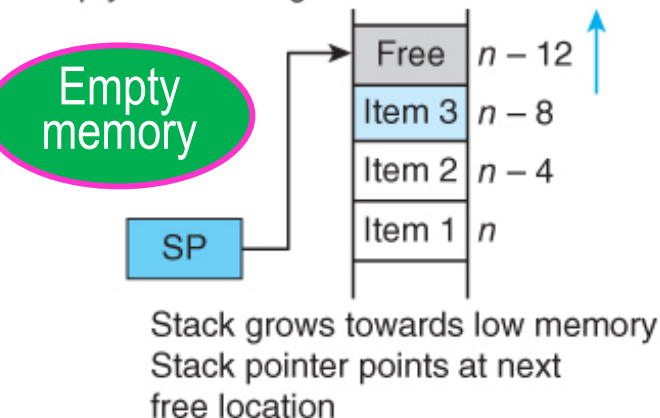 Free n – 12
Empty
memory
Item 3 n – 8
Item 2 n – 4
Item 1 n
SP
Stack grows towards low memory
Stack pointer points at next
free location